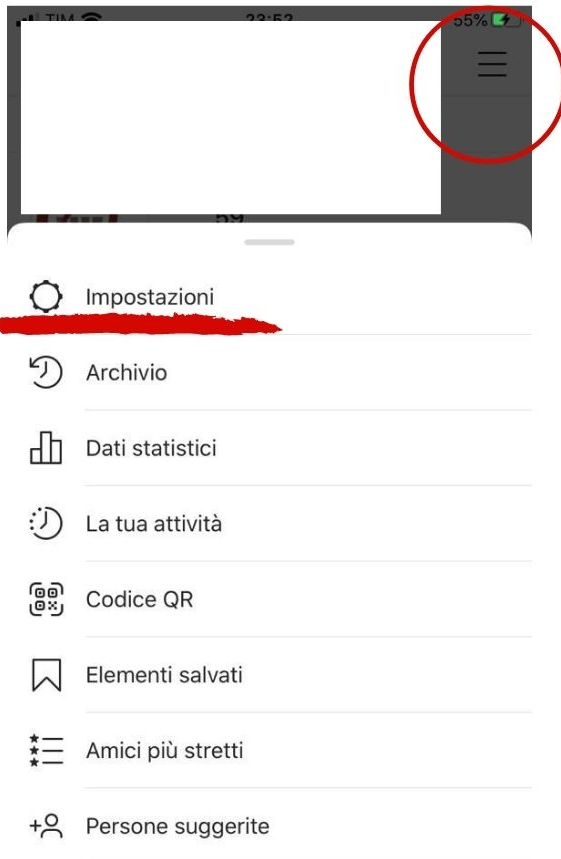 TIM 23:52 55%
59
Impostazioni
Archivio
Dati statistici
La tua attività
Codice QR
Elementi salvati
Amici più stretti
Persone suggerite